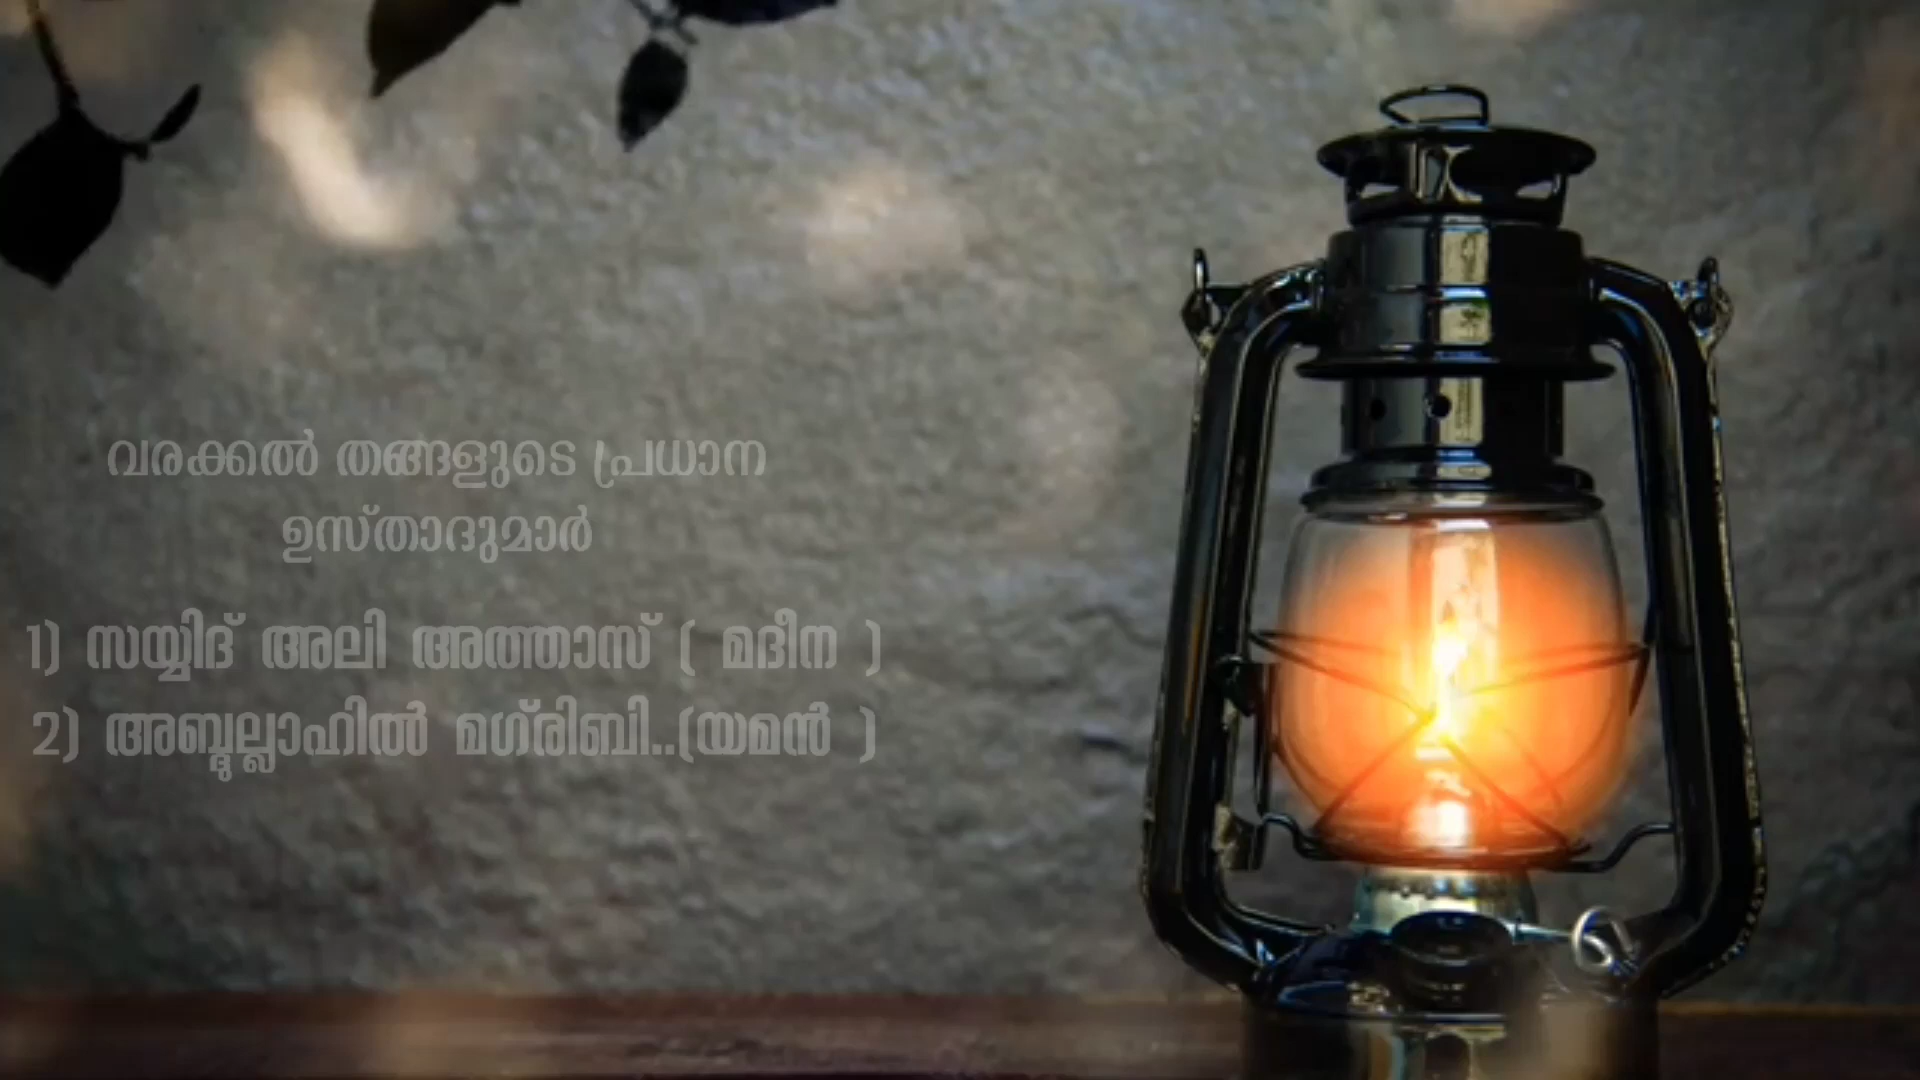 വരക്കൽ തങ്ങളുടെ പ്രധാന
ഉസ്താദുമാർ
1) സയ്യിദ് അലി അത്താസ് ( മദീന )
2) അബ്ദുല്ലാഹിൽ മഗ്‌രിബി..(യമൻ )